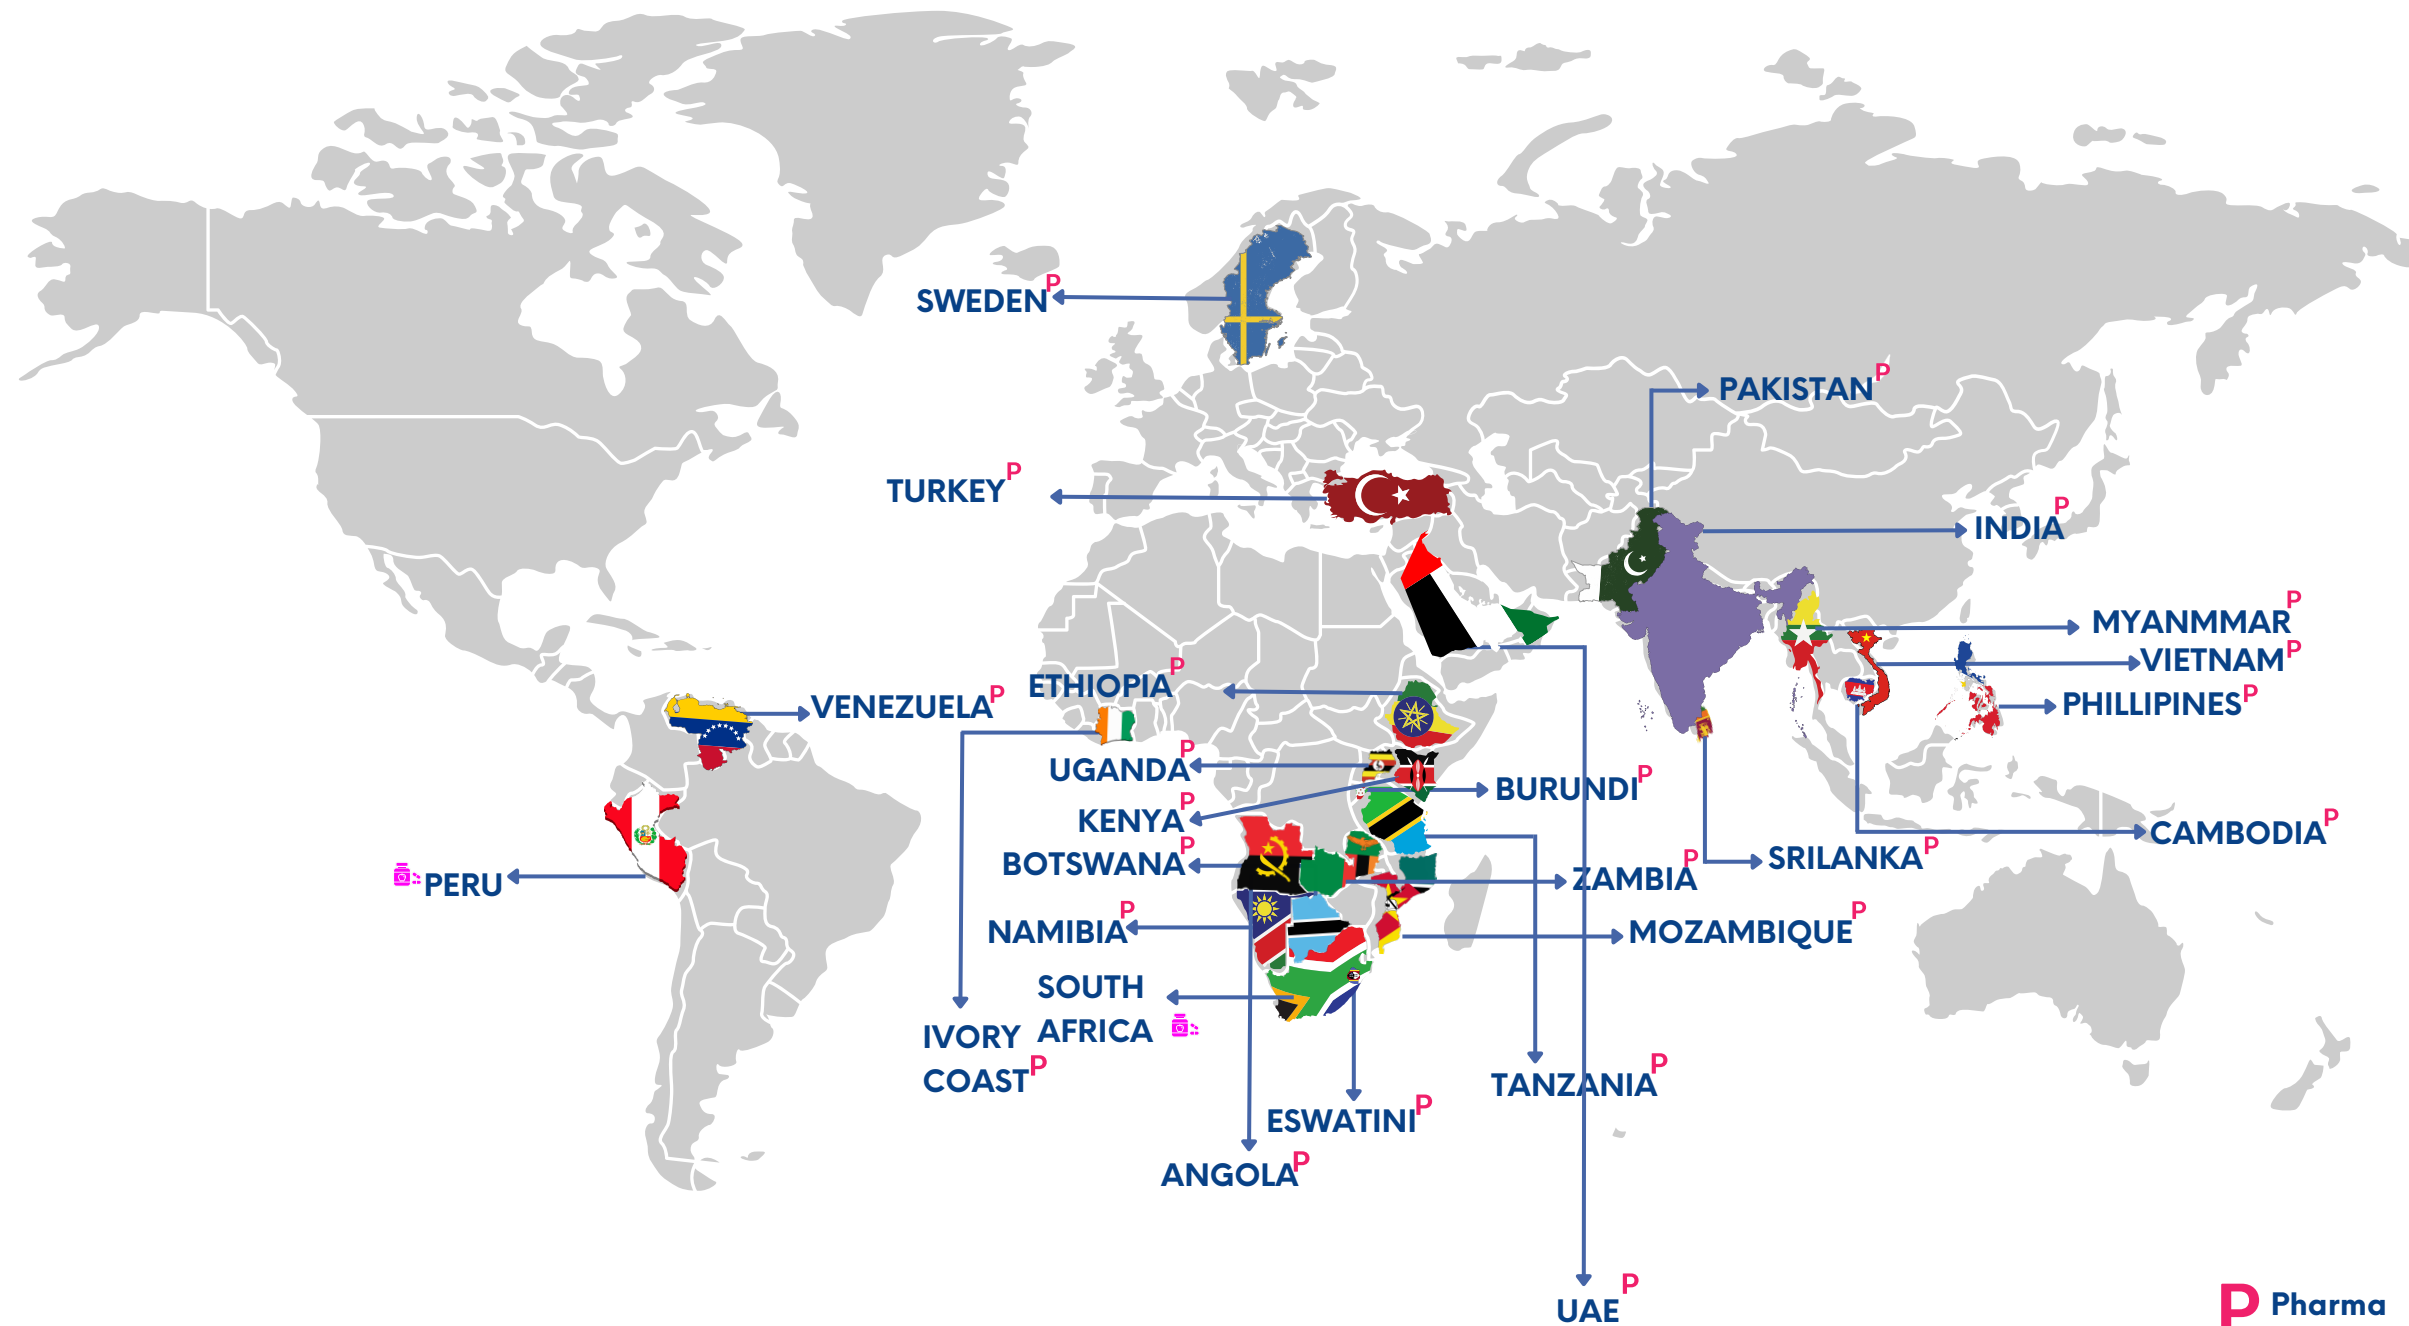 SWEDEN P
PAKISTAN P
TURKEY P
INDIA P
MYANMMAR P
VIETNAM P
ETHIOPIA P
PHILLIPINES P
VENEZUELA P
UGANDA P
BURUNDI P
KENYA P
CAMBODIA P
BOTSWANA P
SRILANKA P
ZAMBIA P
PERU
NAMIBIA P
MOZAMBIQUE P
SOUTH
AFRICA
IVORY
COAST P
TANZANIA P
ESWATINI P
ANGOLA P
UAE P
P Pharma